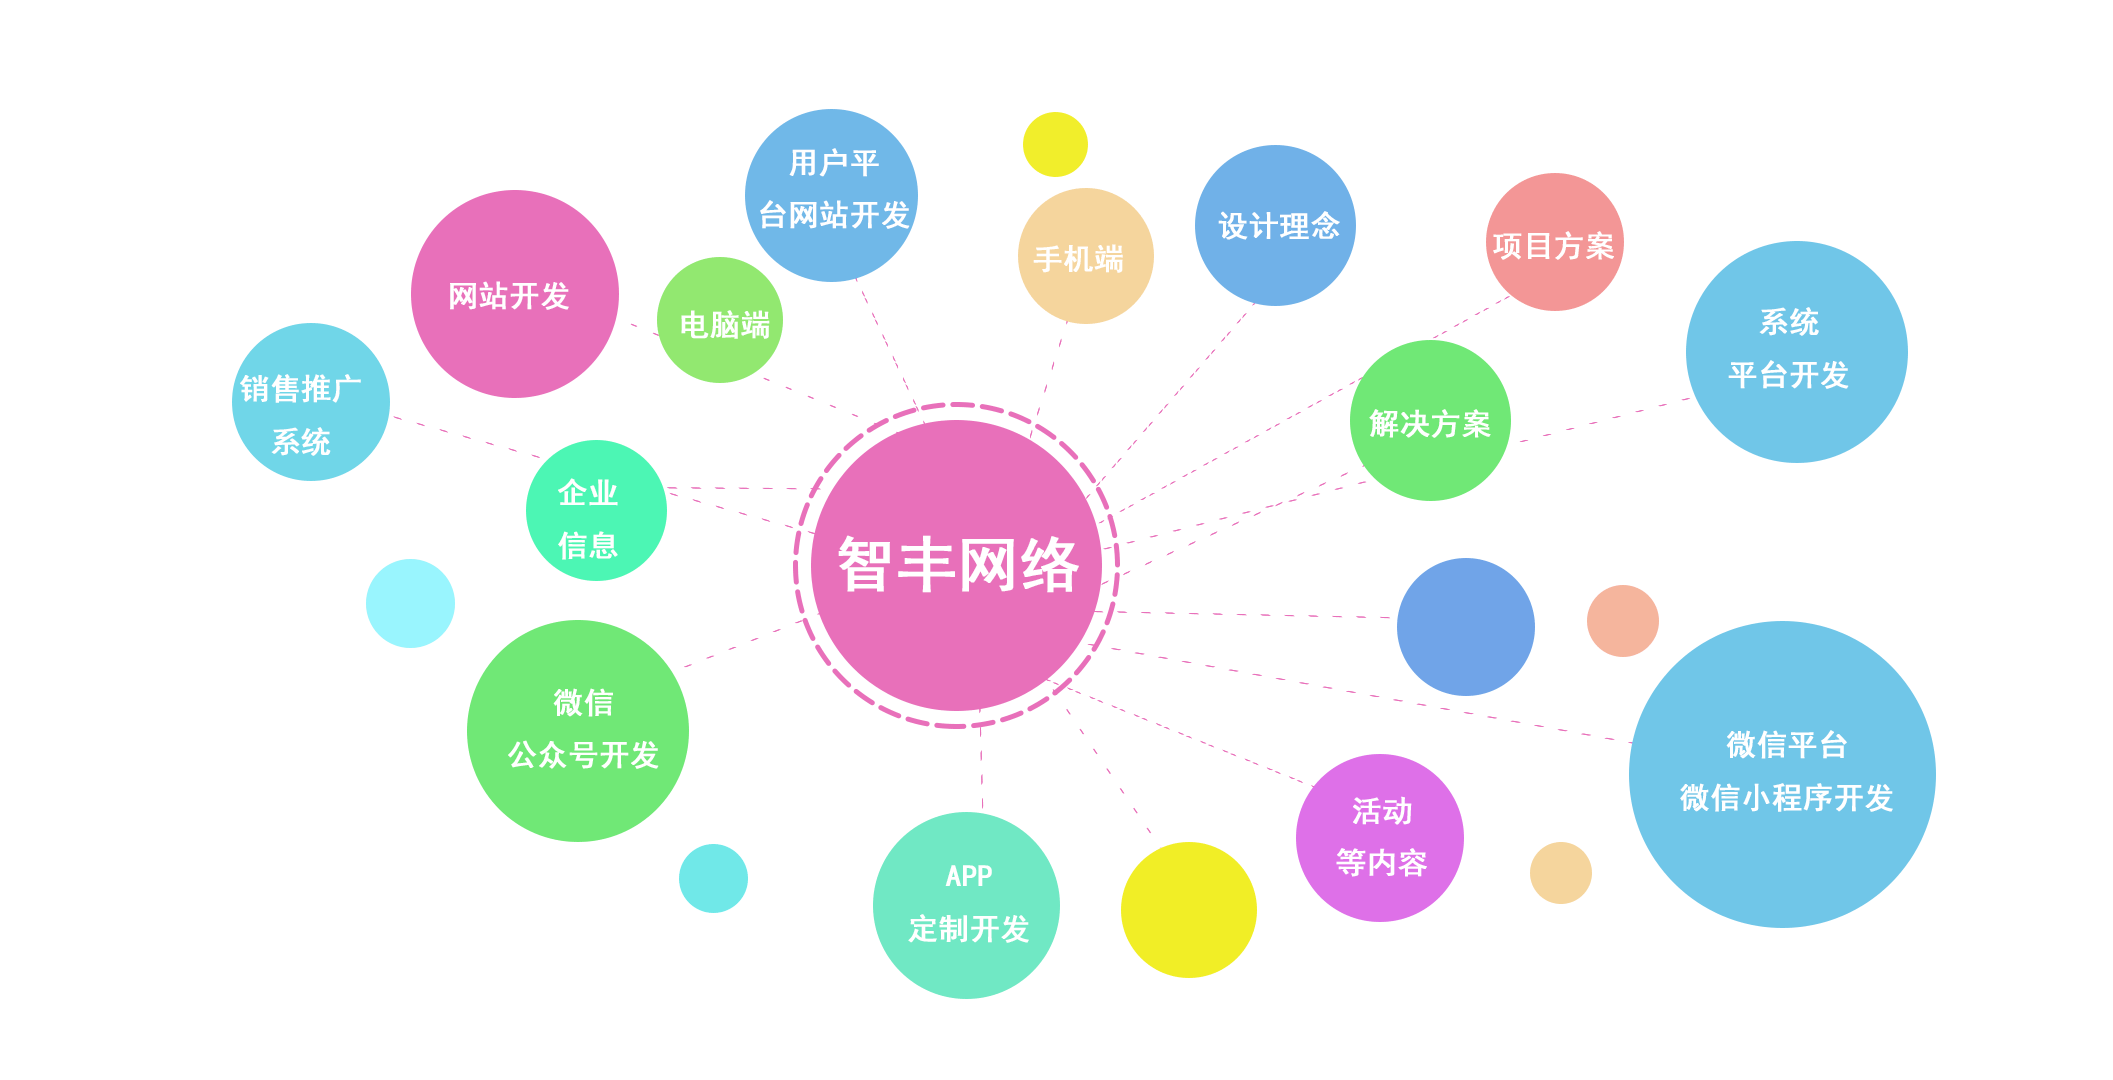 用户平
台网站开发
手机端
设计理念
项目方案
网站开发
电脑端
系统
平台开发
销售推广
系统
解决方案
企业
信息
智丰网络
微信
公众号开发
微信平台
微信小程序开发
活动
等内容
APP
定制开发